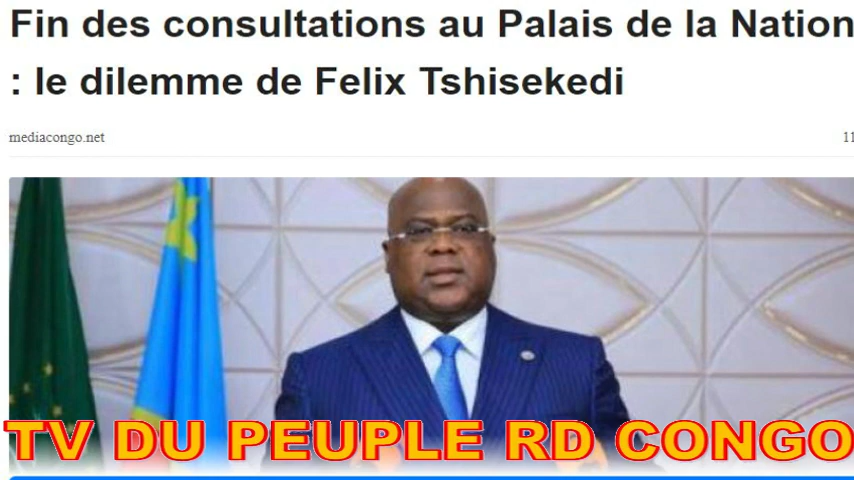 Fin des consultations au Palais de la Nation
: le dilemme de Felix Tshisekedi
mediacongo.net 11
TV DU PEUPLE RD CONGO